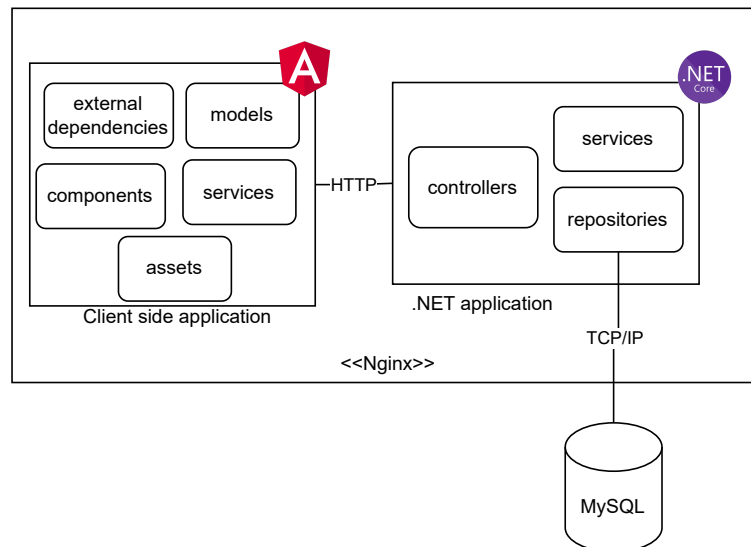 A
.NET
Core
external
dependencies
models
components
services
assets
Client side application
HTTP
controllers
services
repositories
.NET application
TCP/IP
<<Nginx>>
MySQL